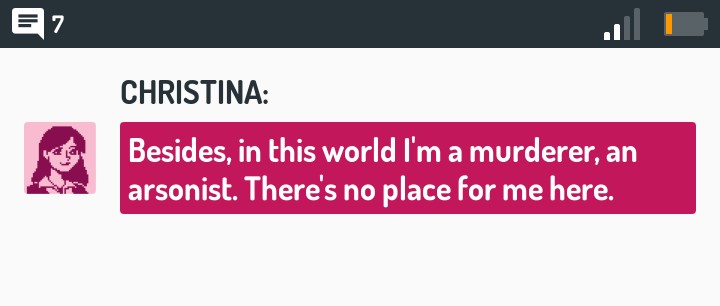 7
CHRISTINA:
Besides, in this world I'm a murderer, an
arsonist. There's no place for me here.